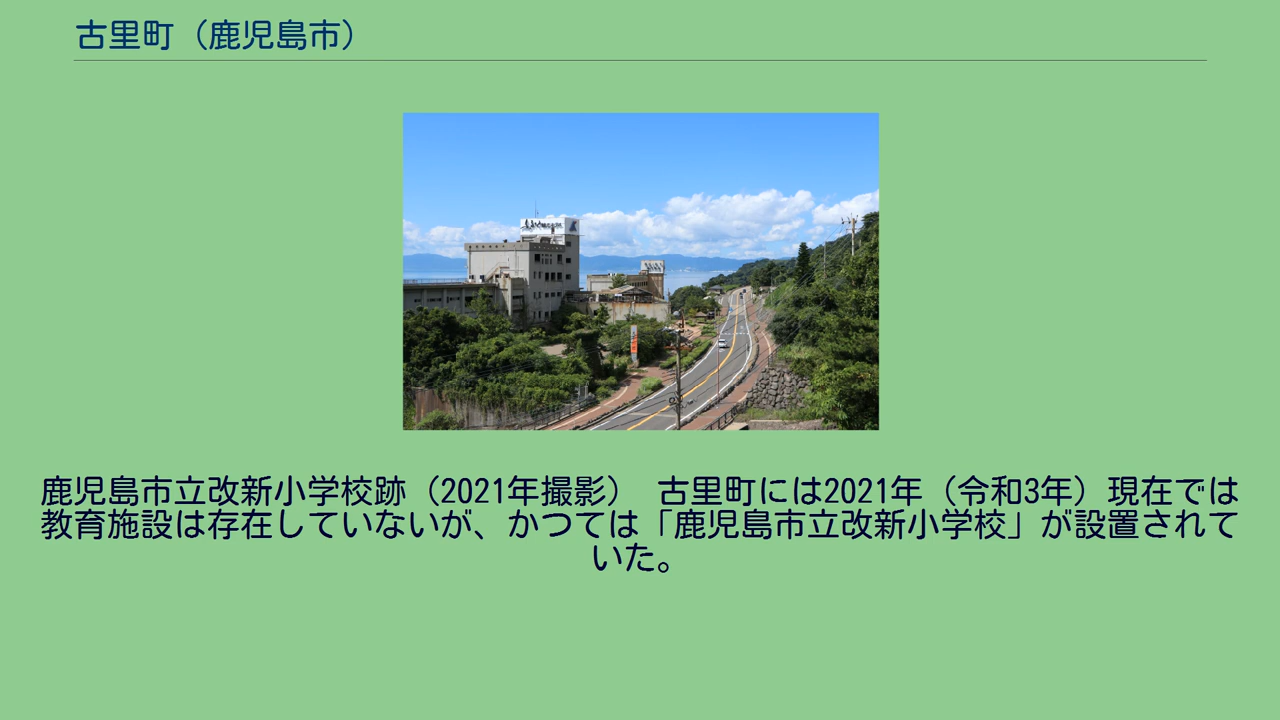 古里町（鹿児島市）
鹿児島市立改新小学校跡（2021年撮影）　古里町には2021年（令和3年）現在では
教育施設は存在していないが、かつては「鹿児島市立改新小学校」が設置されて
いた。